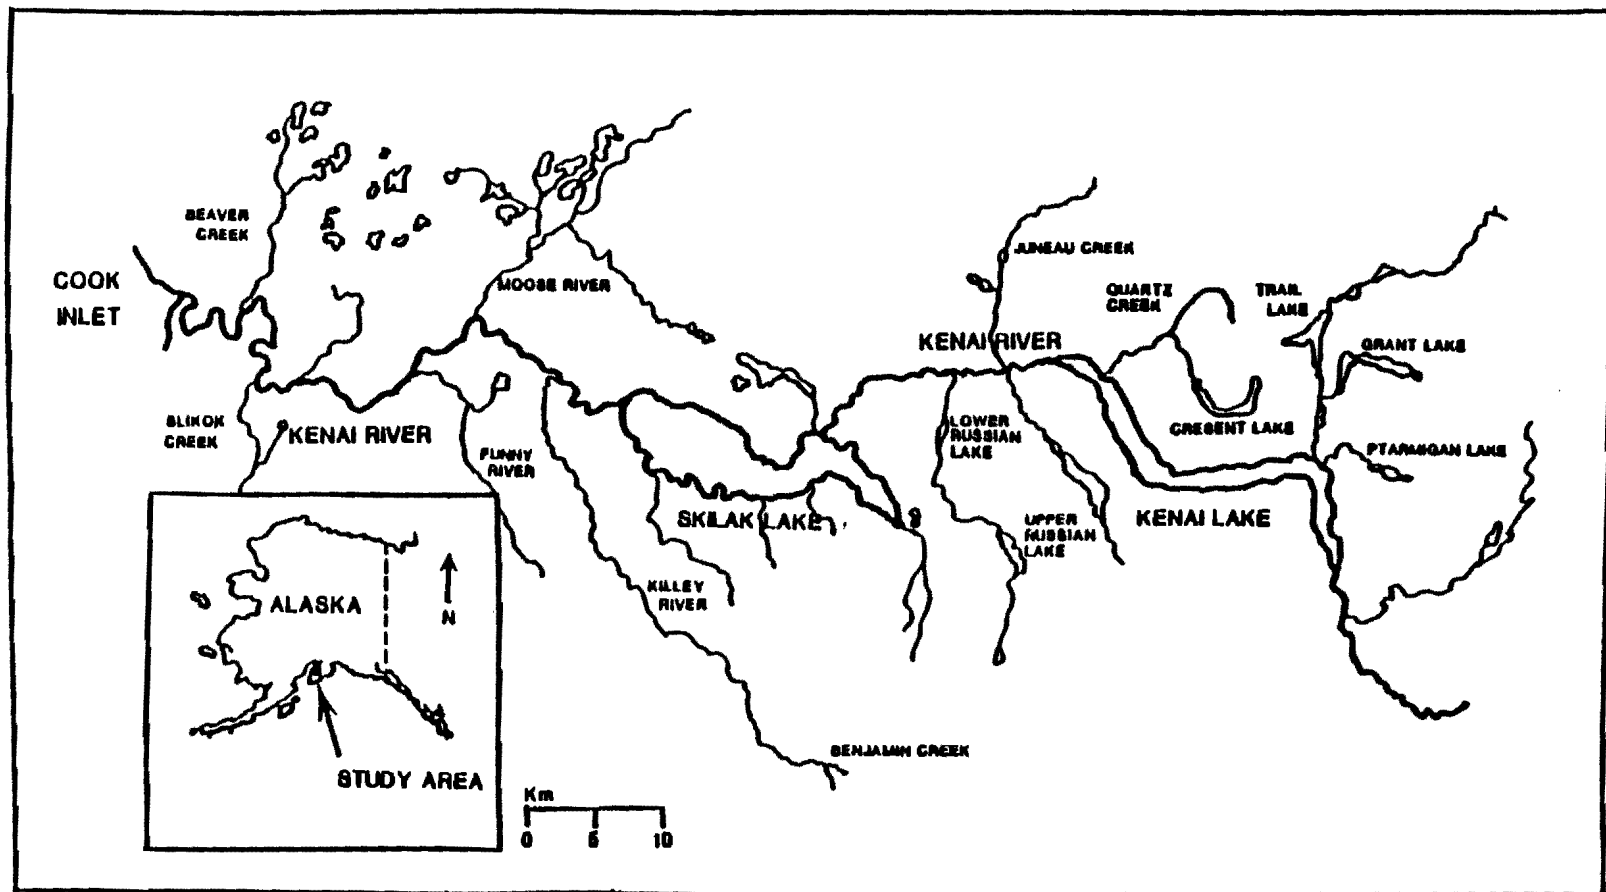 BEAVER
CREEK
COOK
INLET
MOOSE RIVER
JUNEAU CREEK
QUARTZ
CREEK
TRAIL
LAKE
KENAI RIVER
GRANT LAKE
SLIKOK
CREEK
KENAI RIVER
FUNNY
RIVER
LOWER
RUSSIAN
LAKE
CRESENT LAKE
PTARMIGAN LAKE
SKILAK LAKE
UPPER
RUSSIAN
LAKE
KENAI LAKE
KILLEY
RIVER
BENJAMIN CREEK
ALASKA
N
STUDY AREA
Km
0 5 10